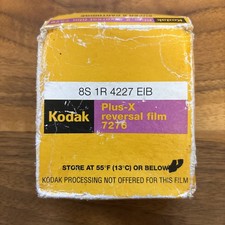 8S 1R 4227 EIB
Kodak
Plus-X
reversal film
7276
STORE AT 55°F (13°C) OR BELOW
KODAK PROCESSING NOT OFFERED FOR THIS FILM